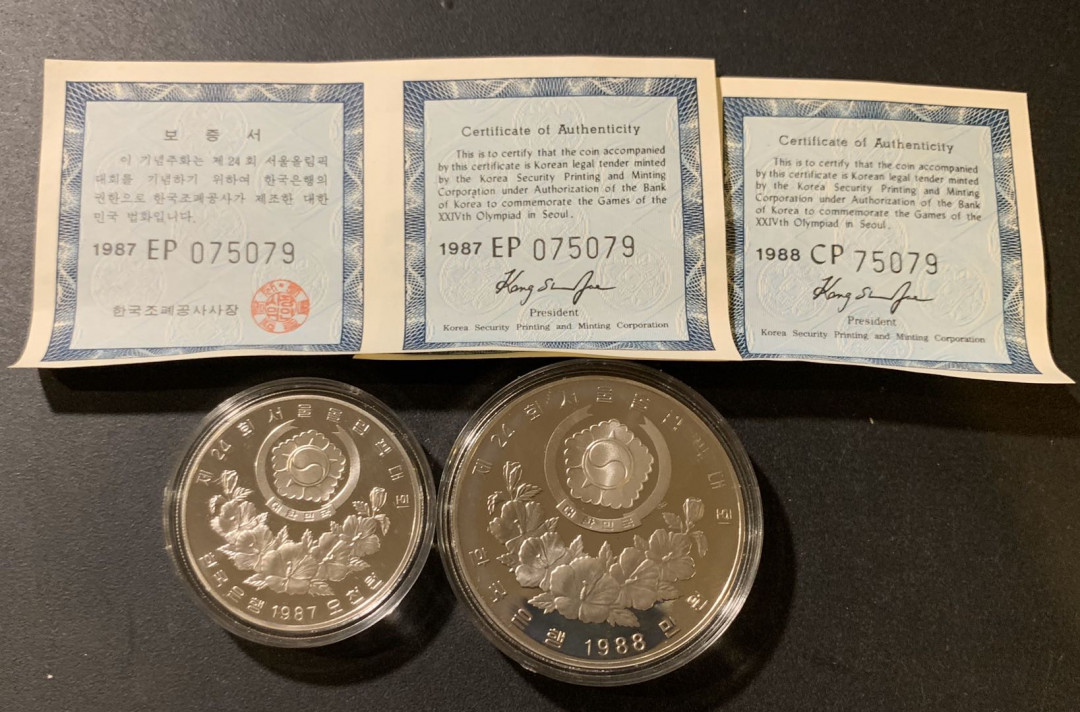 보 증 서
이 기념주화는 제 24 회 서울올림픽
대회를 기념하기 위하여 한국은행의
권한으로 한국조폐공사가 제조한 대한
민국 법화입니다.
1987 EP 075079
한국조폐공사사장
Certificate of Authenticity
This is to certify that the coin accompanied
by this certificate is Korean legal tender minted
by the Korea Security Printing and Minting
Corporation under Authorization of the Bank
of Korea to commemorate the Games of the
XXIVth Olympiad in Seoul.
1987 EP 075079
Kang Sun Jue
President
Korea Security Printing and Minting Corporation
Certificate of Authenticity
This is to certify that the coin accompanied
by this certificate is Korean legal tender minted
by the Korea Security Printing and Minting
Corporation under Authorization of the Bank
of Korea to commemorate the Games of the
XXIVth Olympiad in Seoul.
1988 CP 75079
Kang Sun Jue
President
Korea Security Printing and Minting Corporation
제 24 회 서울올림픽대회
대한민국
한국은행 1987 오천원
제 24 회 서울올림픽대회
대한민국
한국은행 1988 만원